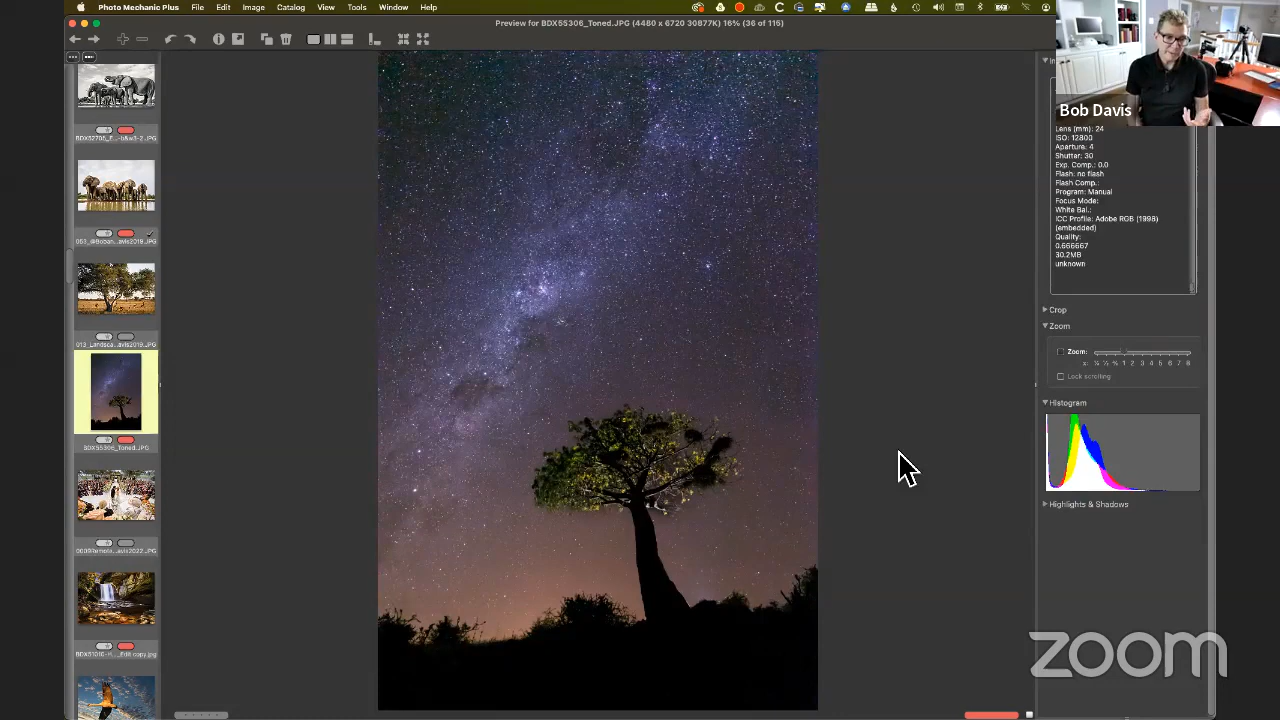 Photo Mechanic Plus File Edit Image Catalog View Tools Window Help
Preview for BDX55306_Toned.JPG (4480 x 6720 30877K) 16% (36 of 115)
Bob Davis
Lens (mm): 24
ISO: 12800
Aperture: 4
Shutter: 30
Exp. Comp.: 0.0
Flash: no flash
Flash Comp.:
Program: Manual
Focus Mode:
White Bal.:
ICC Profile: Adobe RGB (1998)
(embedded)
Quality:
0.666667
30.2MB
unknown
Crop
Zoom
Zoom:
Lock scrolling
Histogram
Highlights & Shadows
BDX55306_Toned.JPG
zoom